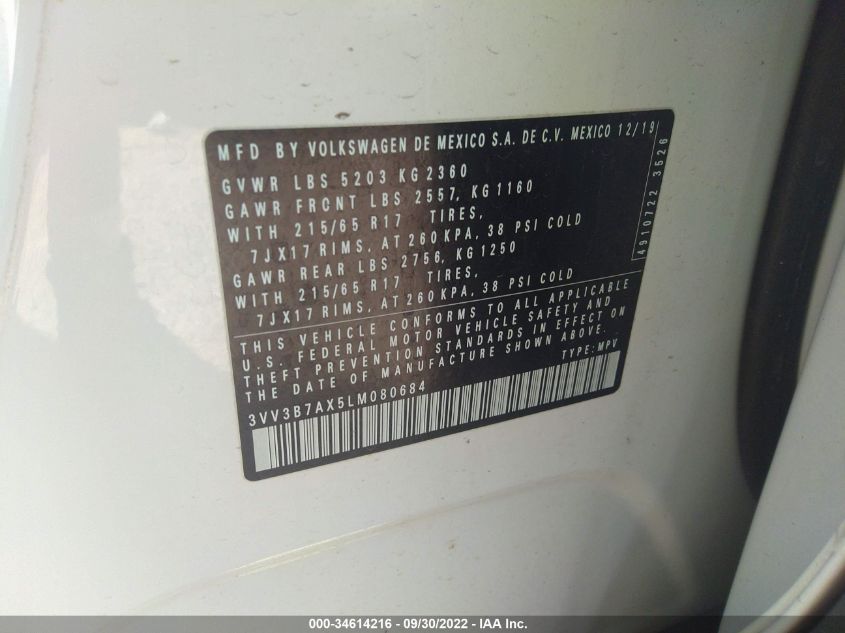 MFD BY VOLKSWAGEN DE MEXICO S.A. DE C.V. MEXICO 12/19
GVWR LBS 5203 KG 2360
GAWR FRONT LBS 2557, KG 1160
WITH 215/65 R17 TIRES,
7JX17 RIMS, AT 260 KPA, 38 PSI COLD
GAWR REAR LBS 2756, KG 1250
WITH 215/65 R17 TIRES,
7JX17 RIMS, AT 260 KPA, 38 PSI COLD
THIS VEHICLE CONFORMS TO ALL APPLICABLE
U.S. FEDERAL MOTOR VEHICLE SAFETY AND
THEFT PREVENTION STANDARDS IN EFFECT ON
THE DATE OF MANUFACTURE SHOWN ABOVE.
TYPE: MPV
3VV3B7AX5LM080684
4910722 3526
000-34614216 - 09/30/2022 - IAA Inc.